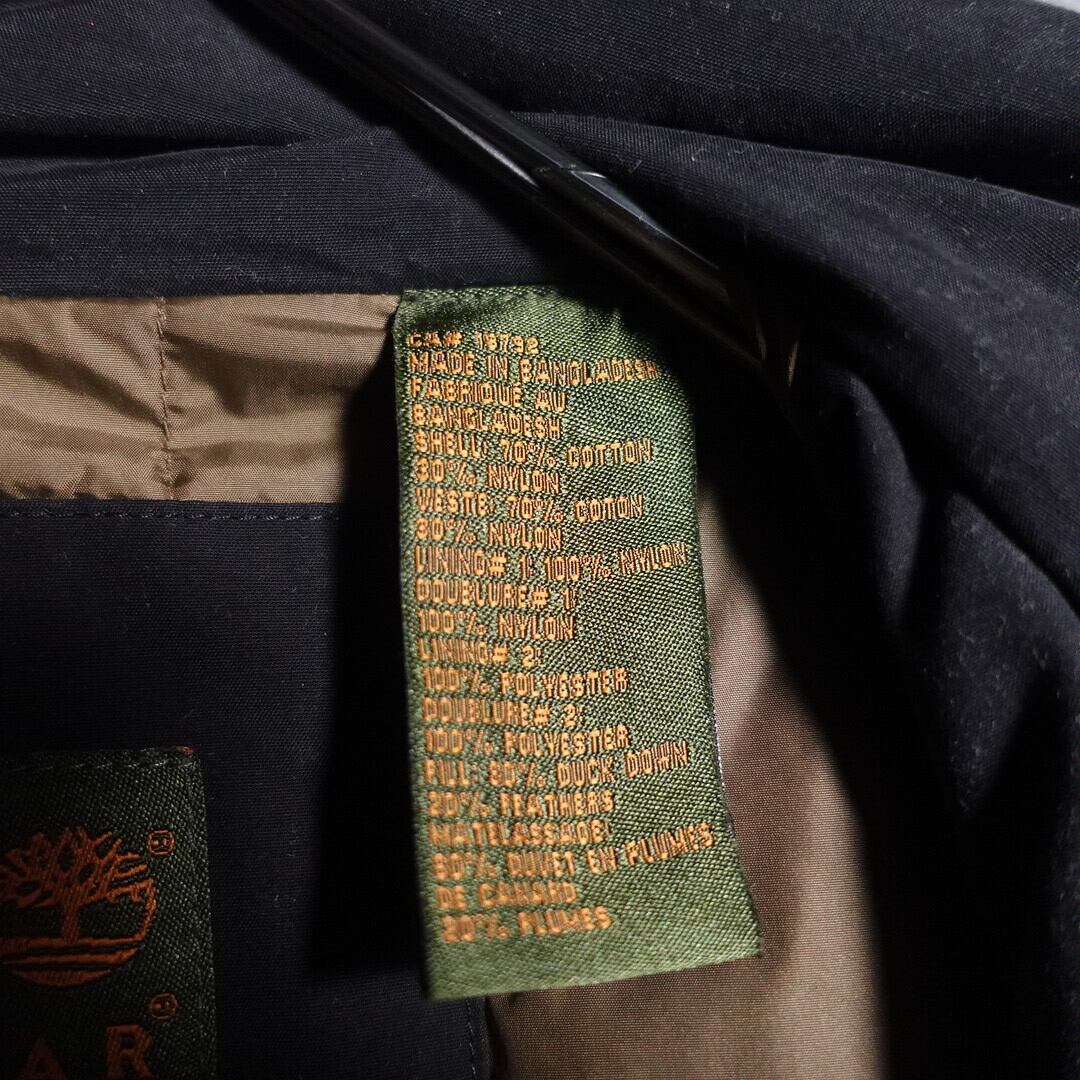 CA# 18792
MADE IN BANGLADESH
FABRIQUE AU
BANGLADESH
SHELL: 70% COTTON
30% NYLON
VESTE: 70% COTON
30% NYLON
LINING# 1: 100% NYLON
DOUBLURE# 1:
100% NYLON
LINING# 2:
100% POLYESTER
DOUBLURE# 2:
100% POLYESTER
FILL: 80% DUCK DOWN
20% FEATHERS
MATELASSADE:
80% DUVET EN PLUMES
DE CANARD
20% PLUMES
®
®
AR